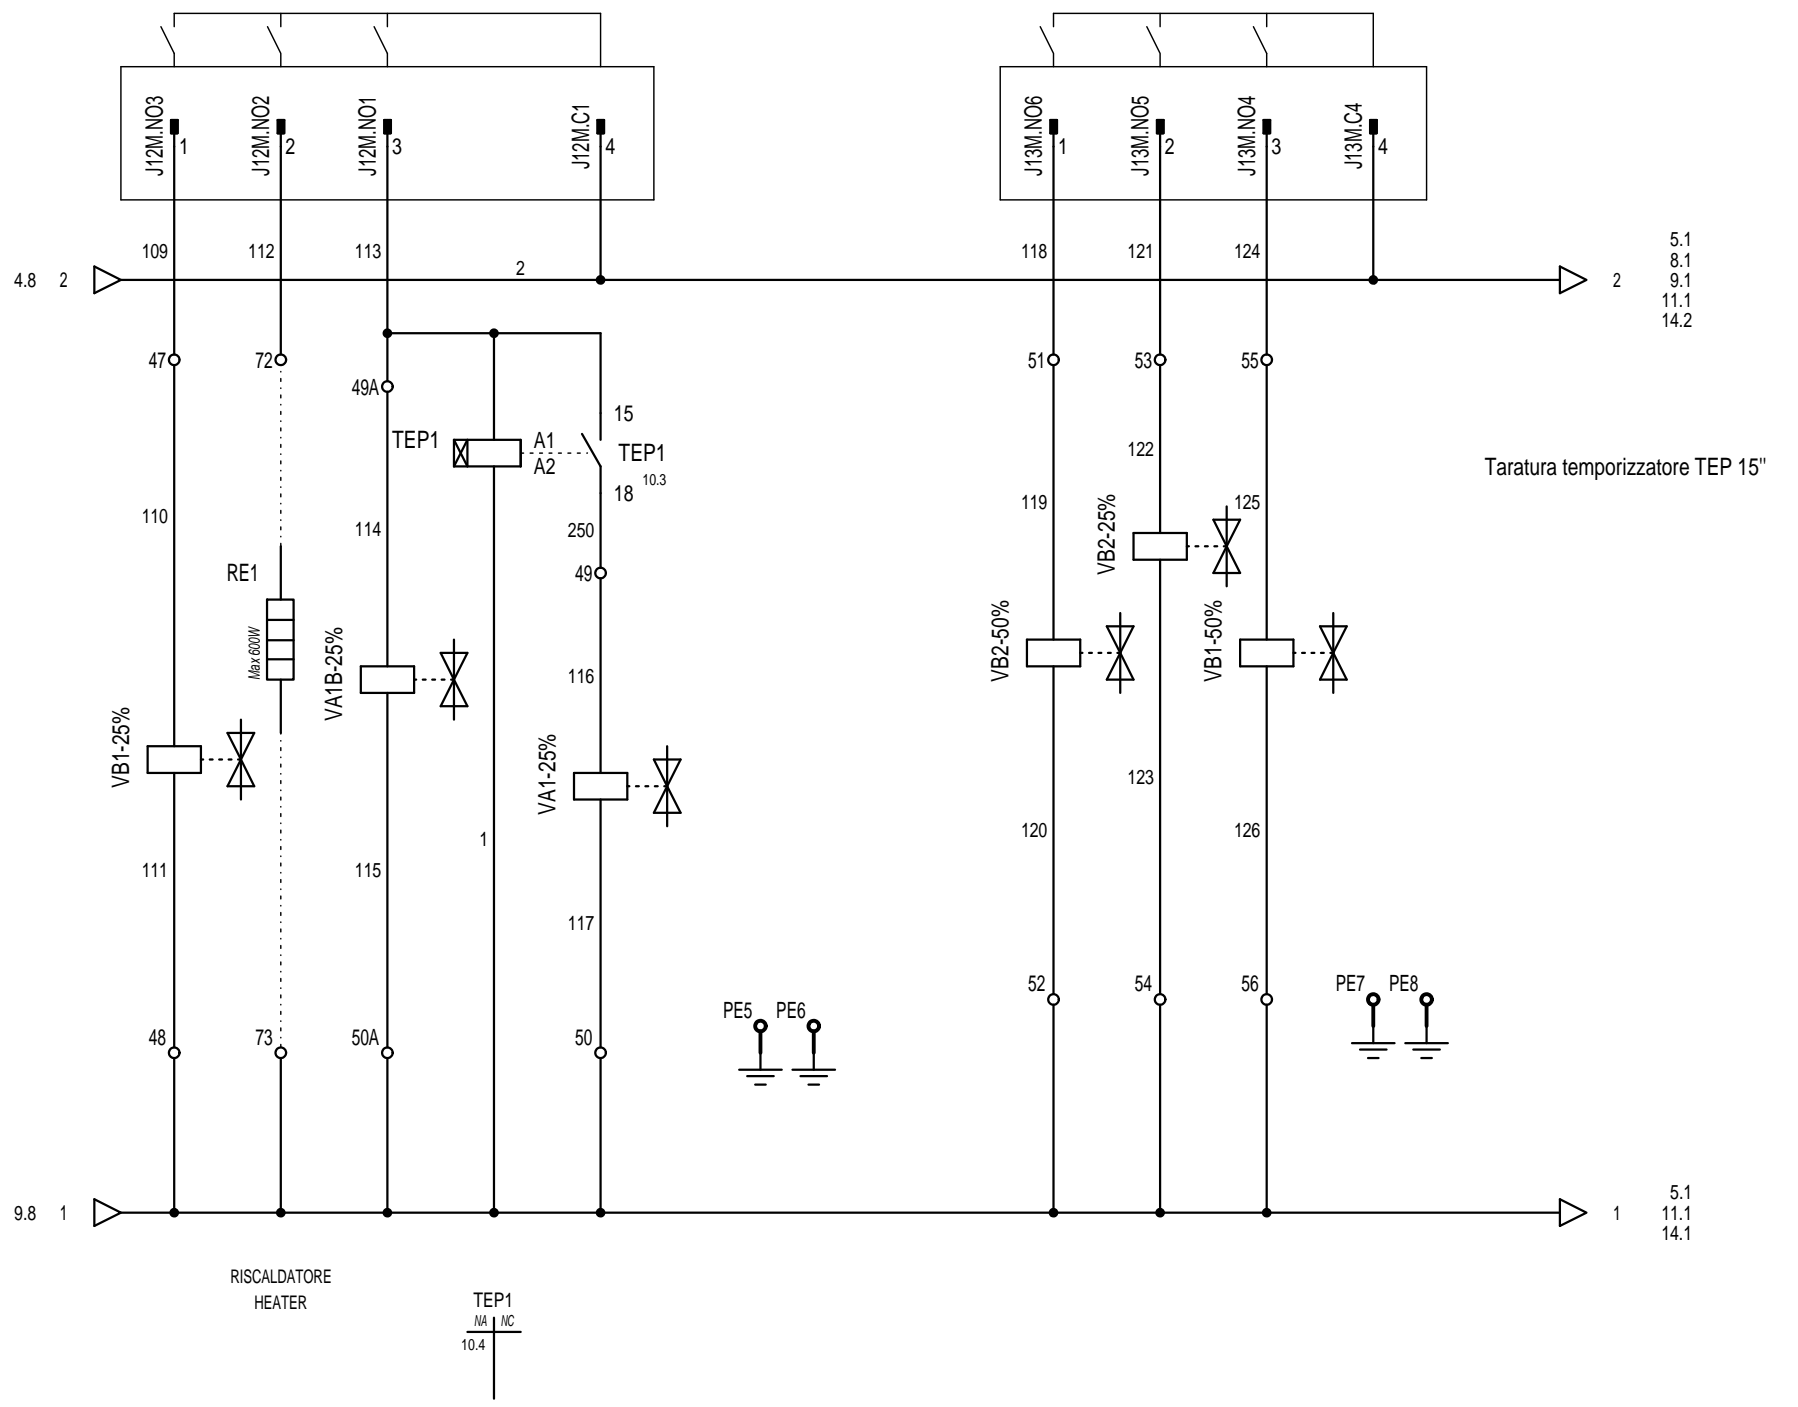 J12M.NO3
1
J12M.NO2
2
J12M.NO1
3
J12M.C1
4
J13M.NO6
1
J13M.NO5
2
J13M.NO4
3
J13M.C4
4
109
112
113
118
121
124
2
4.8 2
2
5.1
8.1
9.1
11.1
14.2
47
72
49A
51
53
55
15
TEP1
A1
A2
TEP1
10.3
18
122
Taratura temporizzatore TEP 15"
110
114
250
119
125
49
RE1
Max 600W
VB2-25%
VB2-50%
VB1-50%
VA1B-25%
116
VB1-25%
VA1-25%
123
1
120
126
111
115
117
52
54
56
PE7 PE8
PE5 PE6
48
73
50A
50
9.8 1
1
5.1
11.1
14.1
RISCALDATORE
HEATER
TEP1
NA NC
10.4